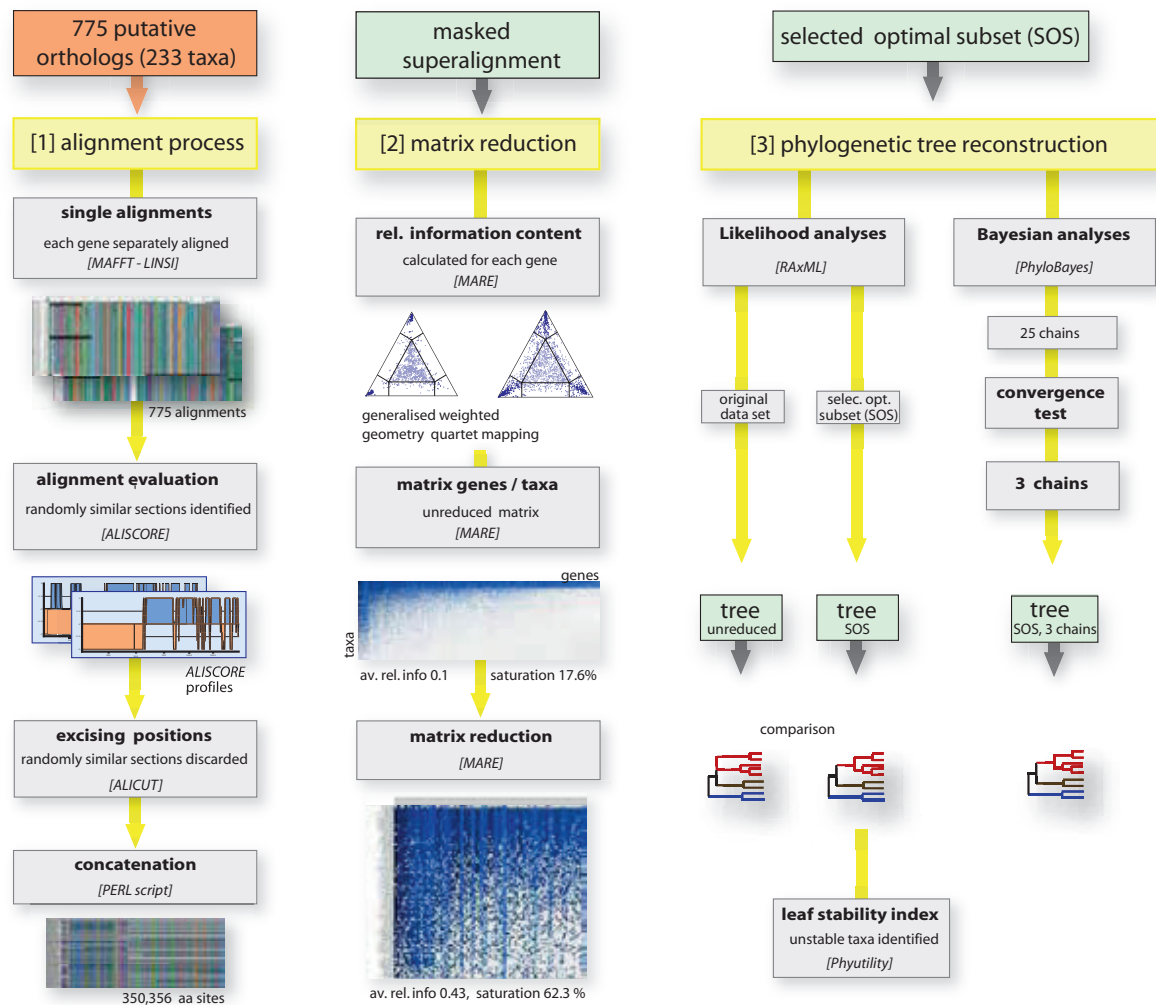 775 putative
orthologs (233 taxa)
[1] alignment process
single alignments
each gene separately aligned
[MAFFT - LINSI]
775 alignments
alignment evaluation
randomly similar sections identified
[ALISCORE]
ALISCORE
profiles
excising positions
randomly similar sections discarded
[ALICUT]
concatenation
[PERL script]
350,356 aa sites
masked
superalignment
[2] matrix reduction
rel. information content
calculated for each gene
[MARE]
generalised weighted
geometry quartet mapping
matrix genes / taxa
unreduced matrix
[MARE]
genes
taxa
av. rel. info 0.1 saturation 17.6%
matrix reduction
[MARE]
av. rel. info 0.43, saturation 62.3 %
selected optimal subset (SOS)
[3] phylogenetic tree reconstruction
Likelihood analyses
[RAxML]
original
data set
selec. opt.
subset (SOS)
Bayesian analyses
[PhyloBayes]
25 chains
convergence
test
3 chains
tree
unreduced
tree
SOS
tree
SOS, 3 chains
comparison
leaf stability index
unstable taxa identified
[Phyutility]